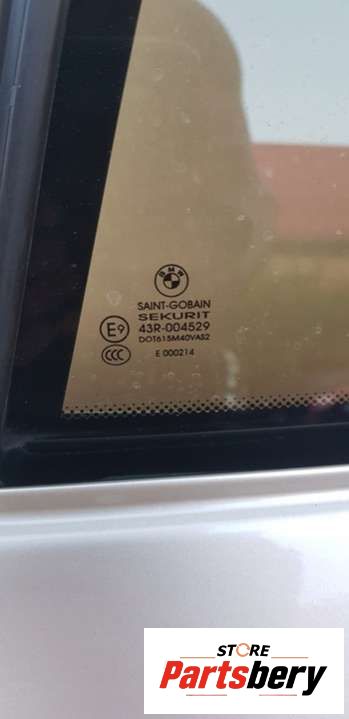 BMW
SAINT-GOBAIN
SEKURIT
E9 43R-004529
DOT615M40VAS2
CCC E 000214
STORE
Partsbery